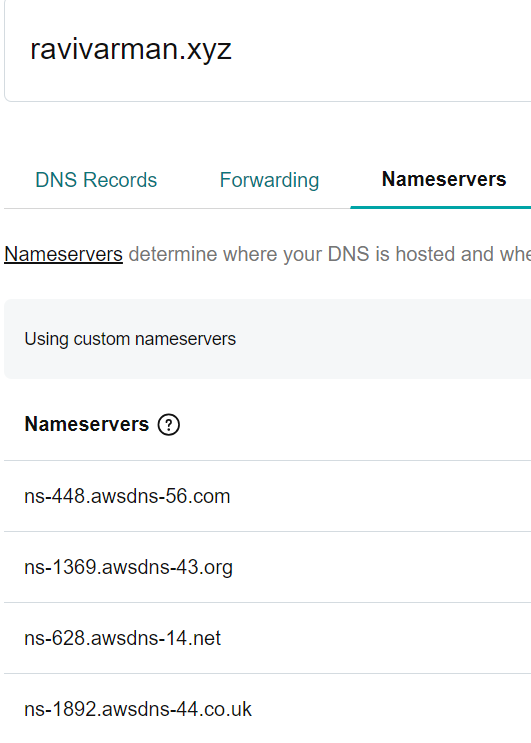 ravivarman.xyz
DNS Records Forwarding Nameservers
Nameservers determine where your DNS is hosted and
Using custom nameservers
Nameservers ?
ns-448.awsdns-56.com
ns-1369.awsdns-43.org
ns-628.awsdns-14.net
ns-1892.awsdns-44.co.uk